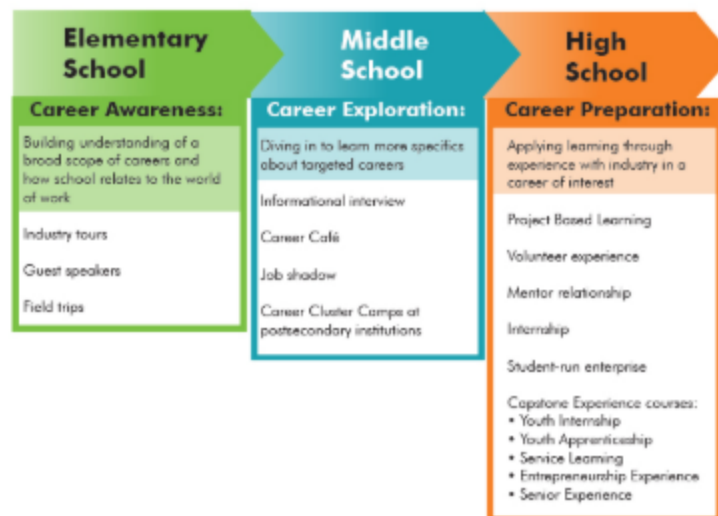 Elementary
School
Career Awareness:
Building understanding of a
broad scope of careers and
how school relates to the world
of work
Industry tours
Guest speakers
Field trips
Middle
School
Career Exploration:
Diving in to learn more specifics
about targeted careers
Informational interview
Career Café
Job shadow
Career Cluster Camps at
postsecondary institutions
High
School
Career Preparation:
Applying learning through
experience with industry in a
career of interest
Project Based Learning
Volunteer experience
Mentor relationship
Internship
Student-run enterprise
Capstone Experience courses:
• Youth Internship
• Youth Apprenticeship
• Service Learning
• Entrepreneurship Experience
• Senior Experience